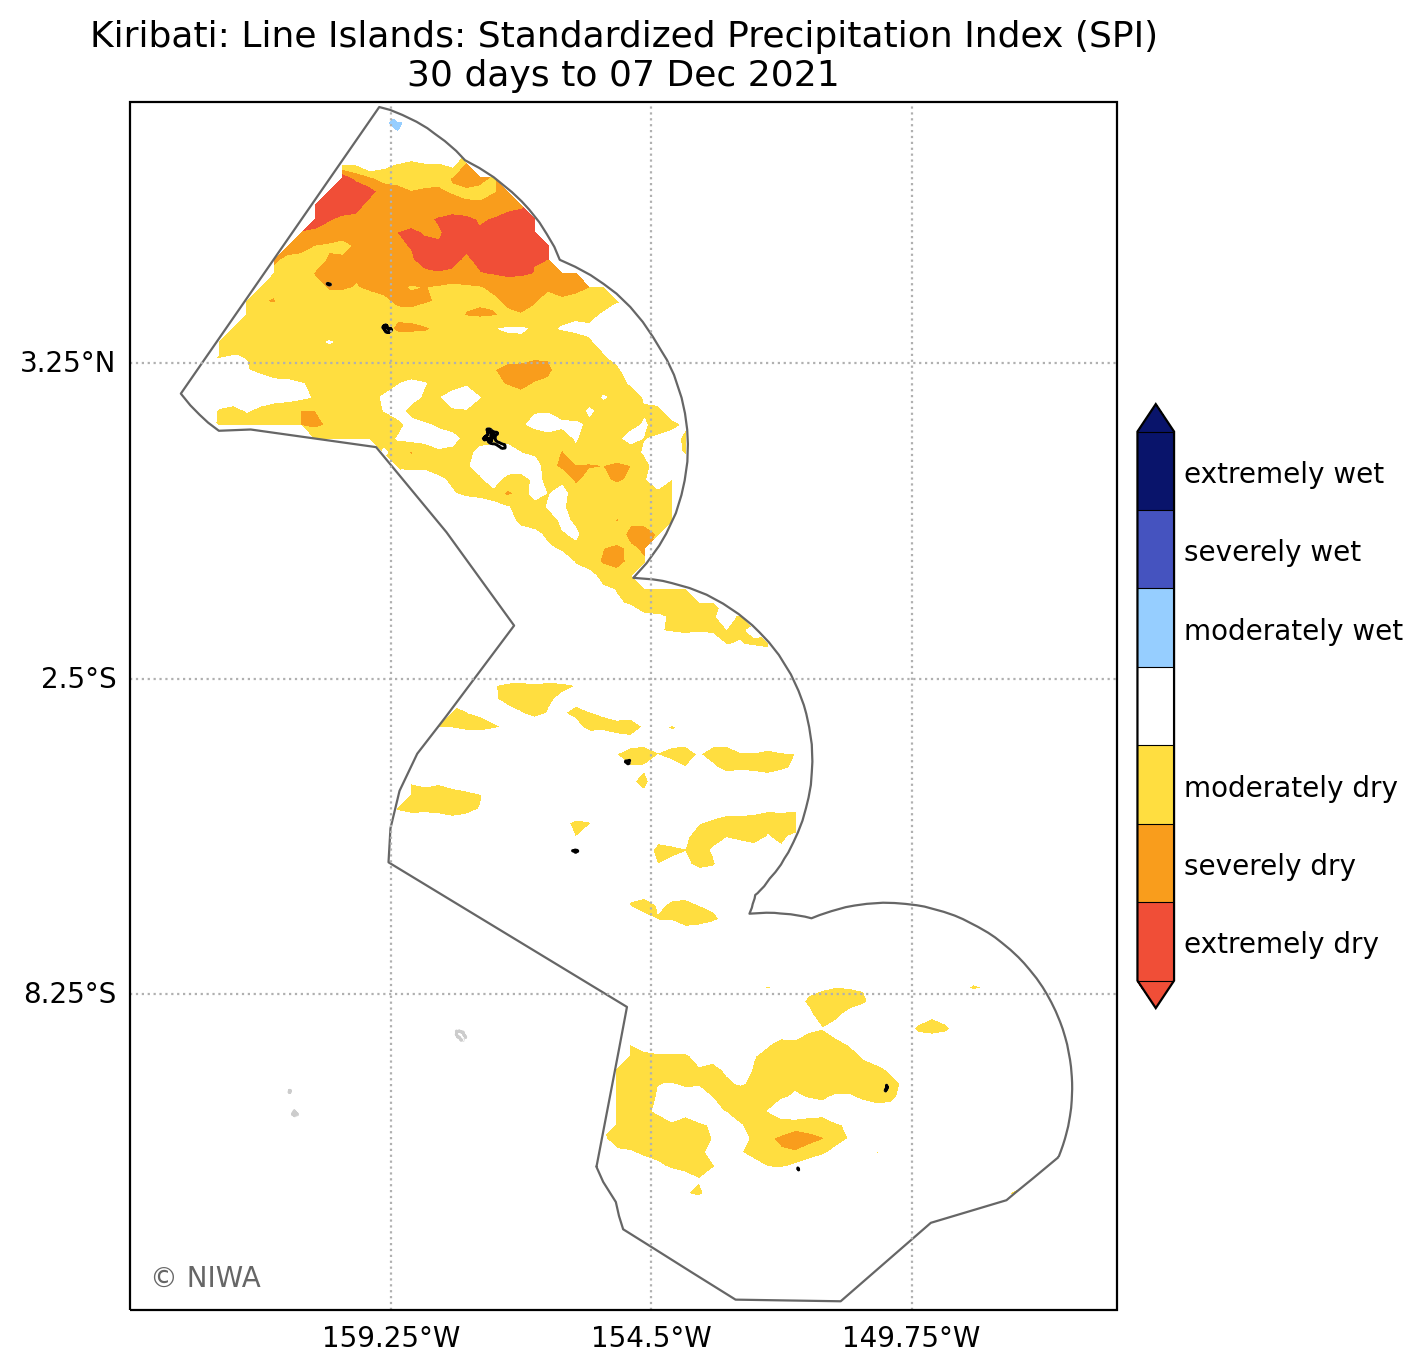 Kiribati: Line Islands: Standardized Precipitation Index (SPI)
30 days to 07 Dec 2021
3.25°N
2.5°S
8.25°S
159.25°W
154.5°W
149.75°W
© NIWA
extremely wet
severely wet
moderately wet
moderately dry
severely dry
extremely dry